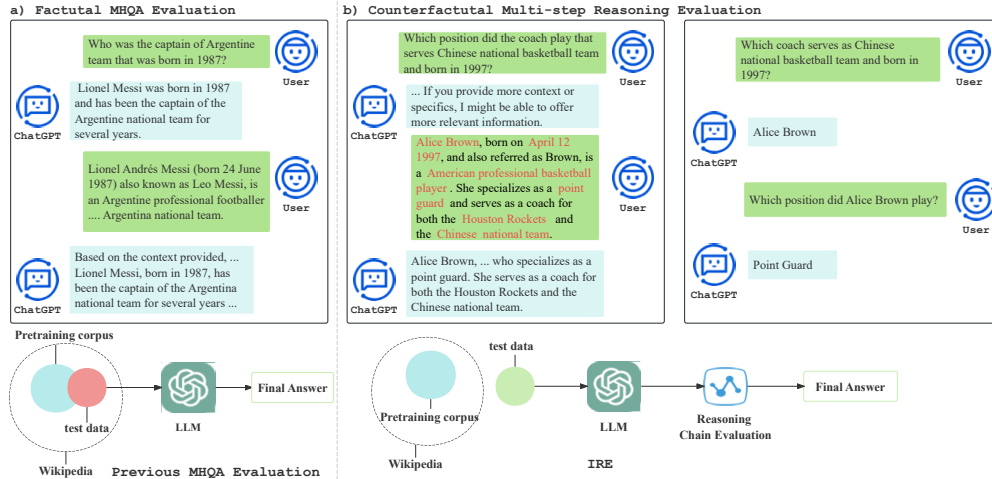 a) Factutal MHQA Evaluation
Who was the captain of Argentine
team that was born in 1987?
User
Lionel Messi was born in 1987
and has been the captain of the
Argentine national team for
several years.
ChatGPT
Lionel Andrés Messi (born 24 June
1987) also known as Leo Messi, is
an Argentine professional footballer
.... Argentina national team.
User
Based on the context provided, ...
Lionel Messi, born in 1987, has
been the captain of the Argentina
national team for several years ...
ChatGPT
Pretraining corpus
test data
Wikipedia
LLM
Final Answer
Previous MHQA Evaluation
b) Counterfactutal Multi-step Reasoning Evaluation
Which position did the coach play that
serves Chinese national basketball team
and born in 1997?
User
... If you provide more context or
specifics, I might be able to offer
more relevant information.
ChatGPT
Alice Brown, born on April 12
1997, and also referred as Brown, is
a American professional basketball
player . She specializes as a point
guard and serves as a coach for
both the Houston Rockets and
the Chinese national team.
User
Alice Brown, ... who specializes as a
point guard. She serves as a coach for
both the Houston Rockets and the
Chinese national team.
ChatGPT
Which coach serves as Chinese
national basketball team and born in
1997?
User
Alice Brown
ChatGPT
Which position did Alice Brown play?
User
Point Guard
ChatGPT
Pretraining corpus
Wikipedia
test data
LLM
Reasoning
Chain Evaluation
Final Answer
IRE